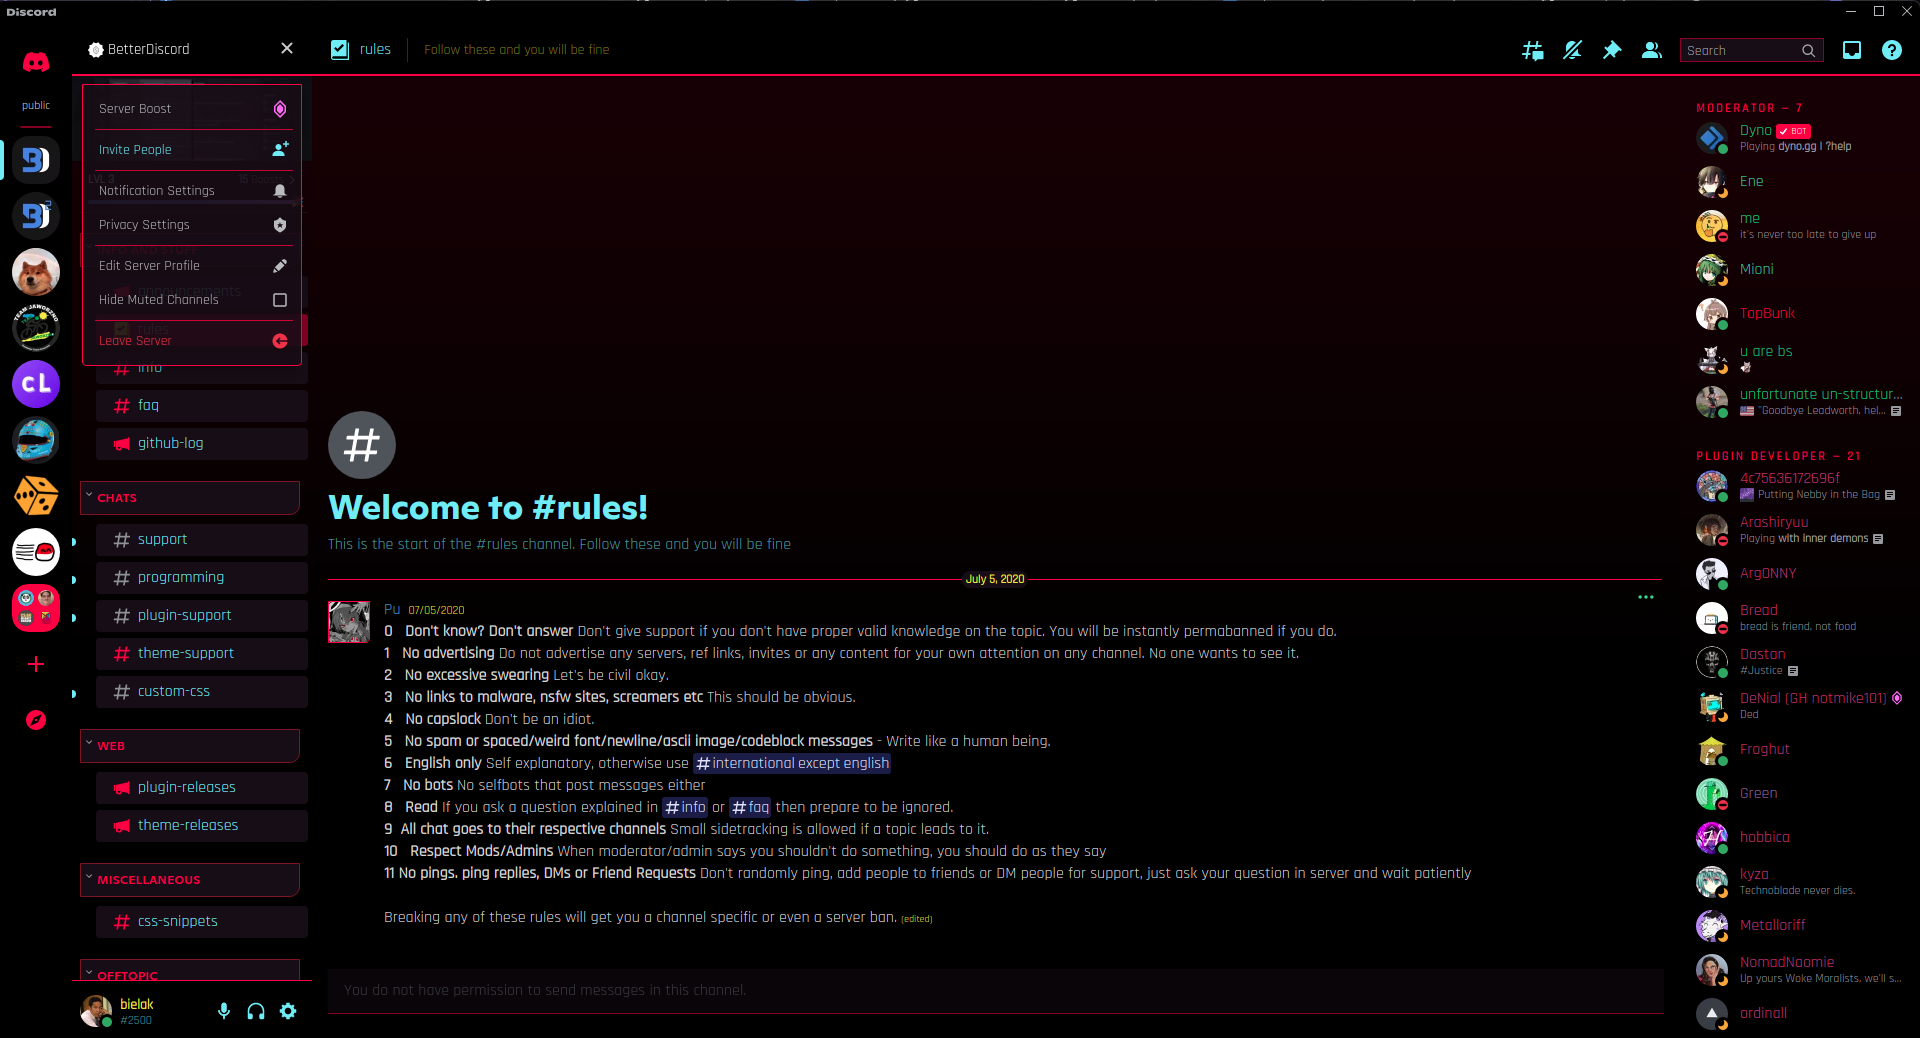 Discord
BetterDiscord
rules
Follow these and you will be fine
Search
public
Server Boost
Invite People
LVL 3
15 Boosts
Notification Settings
Privacy Settings
INFO AND STUFF
Edit Server Profile
announcements
Hide Muted Channels
rules
Leave Server
info
faq
github-log
CHATS
support
programming
plugin-support
theme-support
custom-css
WEB
plugin-releases
theme-releases
MISCELLANEOUS
css-snippets
OFFTOPIC
bielak
#2500
2
TEAM JAWORZNO
CL
Welcome to #rules!
This is the start of the #rules channel. Follow these and you will be fine
July 5, 2020
Pu 07/05/2020
0 Don't know? Don't answer Don't give support if you don't have proper valid knowledge on the topic. You will be instantly permabanned if you do.
1 No advertising Do not advertise any servers, ref links, invites or any content for your own attention on any channel. No one wants to see it.
2 No excessive swearing Let's be civil okay.
3 No links to malware, nsfw sites, screamers etc This should be obvious.
4 No capslock Don't be an idiot.
5 No spam or spaced/weird font/newline/ascii image/codeblock messages - Write like a human being.
6 English only Self explanatory, otherwise use #international except english
7 No bots No selfbots that post messages either
8 Read If you ask a question explained in #info or #faq then prepare to be ignored.
9 All chat goes to their respective channels Small sidetracking is allowed if a topic leads to it.
10 Respect Mods/Admins When moderator/admin says you shouldn't do something, you should do as they say
11 No pings. ping replies, DMs or Friend Requests Don't randomly ping, add people to friends or DM people for support, just ask your question in server and wait patiently
Breaking any of these rules will get you a channel specific or even a server ban. (edited)
You do not have permission to send messages in this channel.
MODERATOR — 7
Dyno BOT
Playing dyno.gg | ?help
Ene
me
it's never too late to give up
Mioni
TopBunk
u are bs
unfortunate un-structur...
"Goodbye Leadworth, hel...
PLUGIN DEVELOPER — 21
4c75636172696f
Putting Nebby in the Bag
Arashiryuu
Playing with inner demons
Arg0NNY
Bread
bread is friend, not food
Dastan
#Justice
DeNial (GH notmike101)
Ded
Froghut
Green
habbica
kyza
Technoblade never dies.
Metalloriff
NomadNoomie
Up yours Woke Moralists, we'll s...
ordinall